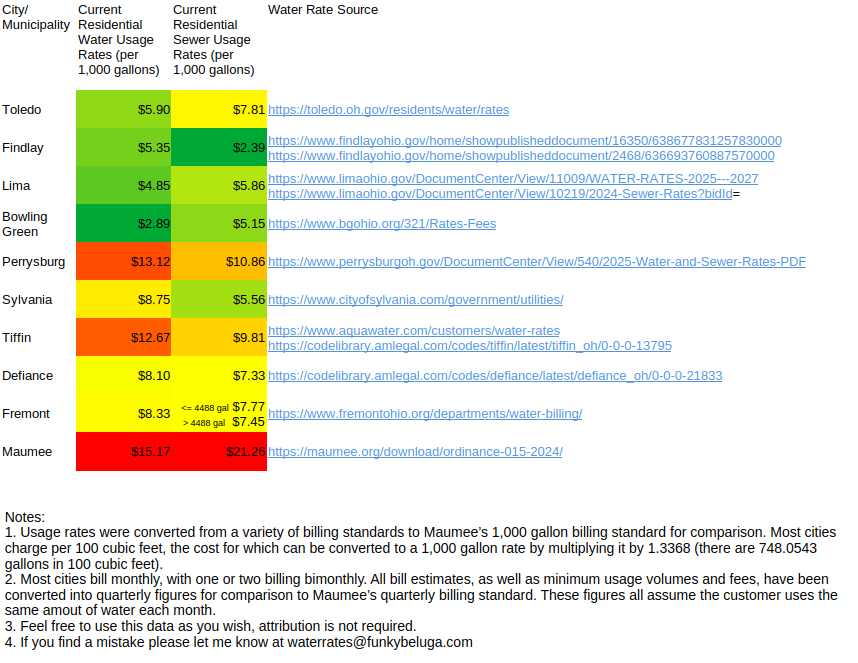 City/ Current Current Water Rate Source
Municipality Residential Residential
Water Usage Sewer Usage
Rates (per Rates (per
1,000 gallons) 1,000 gallons)
Toledo $5.90 $7.81 https://toledo.oh.gov/residents/water/rates
Findlay $5.35 $2.39 https://www.findlayohio.gov/home/showpublisheddocument/16350/638677831257830000
https://www.findlayohio.gov/home/showpublisheddocument/2468/636693760887570000
Lima $4.85 $5.86 https://www.limaohio.gov/DocumentCenter/View/11009/WATER-RATES-2025---2027
https://www.limaohio.gov/DocumentCenter/View/10219/2024-Sewer-Rates?bidId=
Bowling
Green $2.89 $5.15 https://www.bgohio.org/321/Rates-Fees
Perrysburg $13.12 $10.86 https://www.perrysburgoh.gov/DocumentCenter/View/540/2025-Water-and-Sewer-Rates-PDF
Sylvania $8.75 $5.56 https://www.cityofsylvania.com/government/utilities/
Tiffin $12.67 $9.81 https://www.aquawater.com/customers/water-rates
https://codelibrary.amlegal.com/codes/tiffin/latest/tiffin_oh/0-0-0-13795
Defiance $8.10 $7.33 https://codelibrary.amlegal.com/codes/defiance/latest/defiance_oh/0-0-0-21833
Fremont $8.33 <= 4488 gal $7.77 https://www.fremontohio.org/departments/water-billing/
> 4488 gal $7.45
Maumee $15.17 $21.26 https://maumee.org/download/ordinance-015-2024/
Notes:
1. Usage rates were converted from a variety of billing standards to Maumee’s 1,000 gallon billing standard for comparison. Most cities
charge per 100 cubic feet, the cost for which can be converted to a 1,000 gallon rate by multiplying it by 1.3368 (there are 748.0543
gallons in 100 cubic feet).
2. Most cities bill monthly, with one or two billing bimonthly. All bill estimates, as well as minimum usage volumes and fees, have been
converted into quarterly figures for comparison to Maumee’s quarterly billing standard. These figures all assume the customer uses the
same amout of water each month.
3. Feel free to use this data as you wish, attribution is not required.
4. If you find a mistake please let me know at waterrates@funkybeluga.com